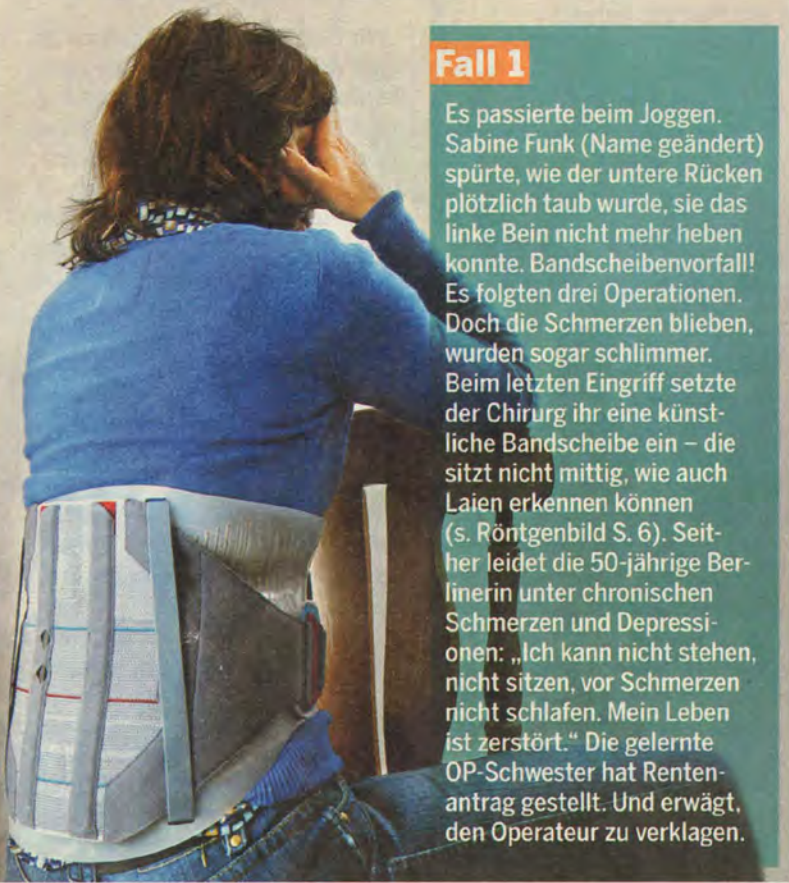 Fall 1
Es passierte beim Joggen.
Sabine Funk (Name geändert)
spürte, wie der untere Rücken
plötzlich taub wurde, sie das
linke Bein nicht mehr heben
konnte. Bandscheibenvorfall!
Es folgten drei Operationen.
Doch die Schmerzen blieben,
wurden sogar schlimmer.
Beim letzten Eingriff setzte
der Chirurg ihr eine künst-
liche Bandscheibe ein – die
sitzt nicht mittig, wie auch
Laien erkennen können
(s. Röntgenbild S. 6). Seit-
her leidet die 50-jährige Ber-
linerin unter chronischen
Schmerzen und Depressi-
onen: „Ich kann nicht stehen,
nicht sitzen, vor Schmerzen
nicht schlafen. Mein Leben
ist zerstört.“ Die gelernte
OP-Schwester hat Renten-
antrag gestellt. Und erwägt,
den Operateur zu verklagen.